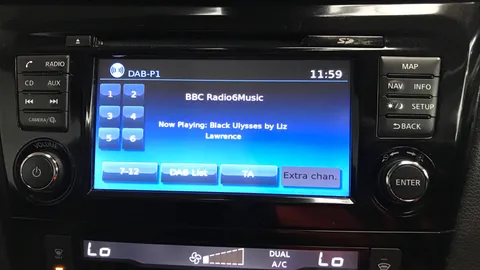 RADIO
CD AUX
CAMERA
VOLUME
DAB-P1 11:59
1 2
3 4
5 6
BBC Radio6Music
Now Playing: Black Ulysses by Liz
Lawrence
7-12 DAB List TA Extra chan.
MAP
NAV INFO
SETUP
BACK
ENTER
Lo DUAL Lo
A/C